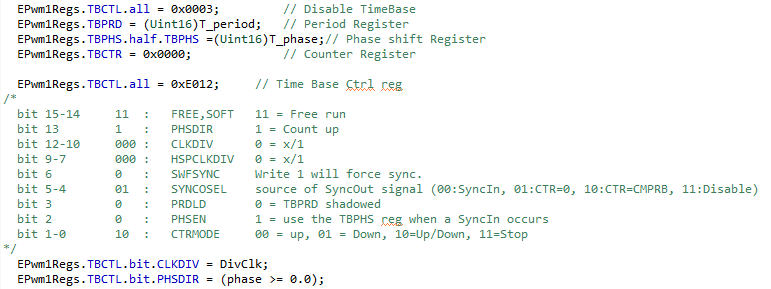 EPwm1Regs.TBCTL.all = 0x0003;        // Disable TimeBase
EPwm1Regs.TBPRD = (Uint16)T_period;   // Period Register
EPwm1Regs.TBPHS.half.TBPHS =(Uint16)T_phase;// Phase shift Register
EPwm1Regs.TBCTR = 0x0000;            // Counter Register
EPwm1Regs.TBCTL.all = 0xE012;     // Time Base Ctrl reg
/*
bit 15-14   11  :   FREE,SOFT   11 = Free run
bit 13      1   :   PHSDIR      1 = Count up
bit 12-10   000 :   CLKDIV      0 = x/1
bit 9-7     000 :   HSPCLKDIV   0 = x/1
bit 6       0   :   SWFSYNC     Write 1 will force sync.
bit 5-4     01  :   SYNCOSEL    source of SyncOut signal (00:SyncIn, 01:CTR=0, 10:CTR=CMPRB, 11:Disable)
bit 3       0   :   PRDLD       0 = TBPRD shadowed
bit 2       0   :   PHSEN       1 = use the TBPHS reg when a SyncIn occurs
bit 1-0     10  :   CTRMODE     00 = up, 01 = Down, 10=Up/Down, 11=Stop
*/
EPwm1Regs.TBCTL.bit.CLKDIV = DivClk;
EPwm1Regs.TBCTL.bit.PHSDIR = (phase >= 0.0);